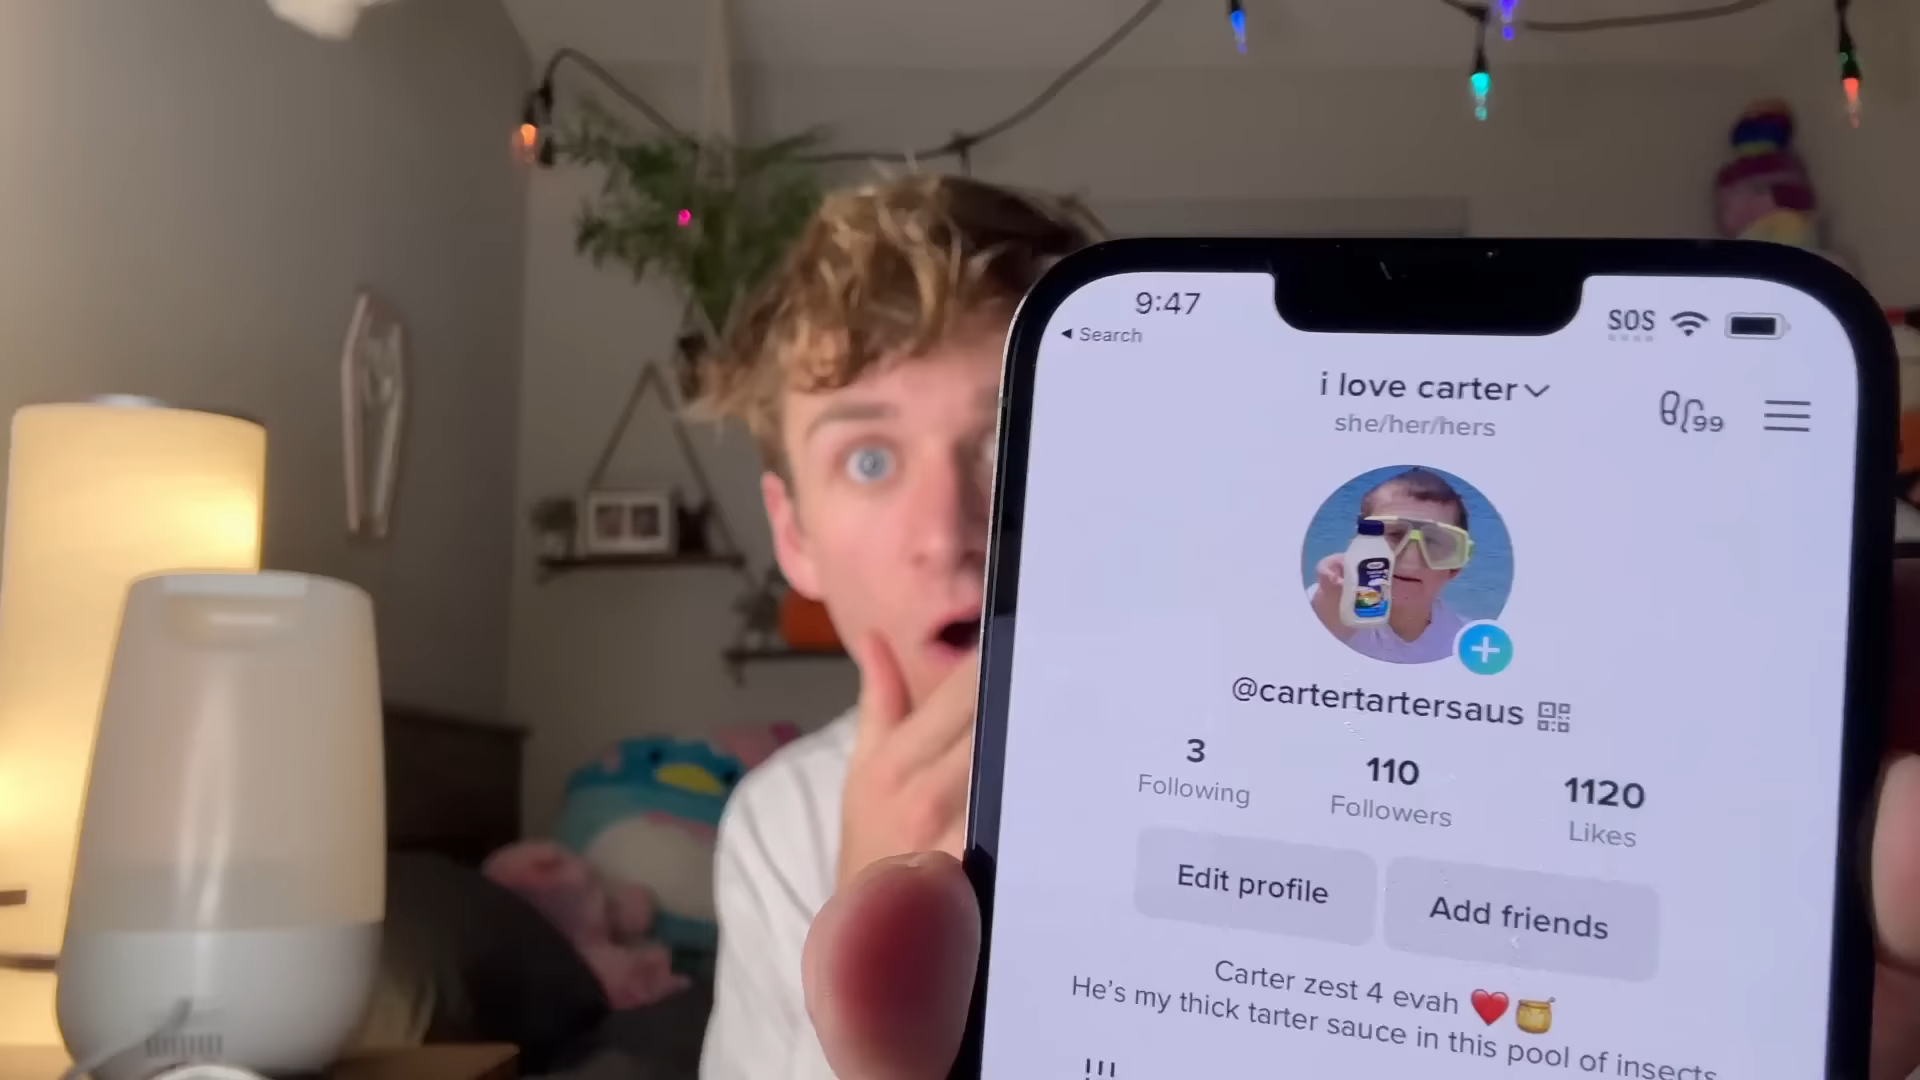 9:47
SOS
◀ Search
i love carter
she/her/hers
99
@cartertartersaus
3
Following
110
Followers
1120
Likes
Edit profile
Add friends
Carter zest 4 evah ❤️🍯
He's my thick tarter sauce in this pool of insects